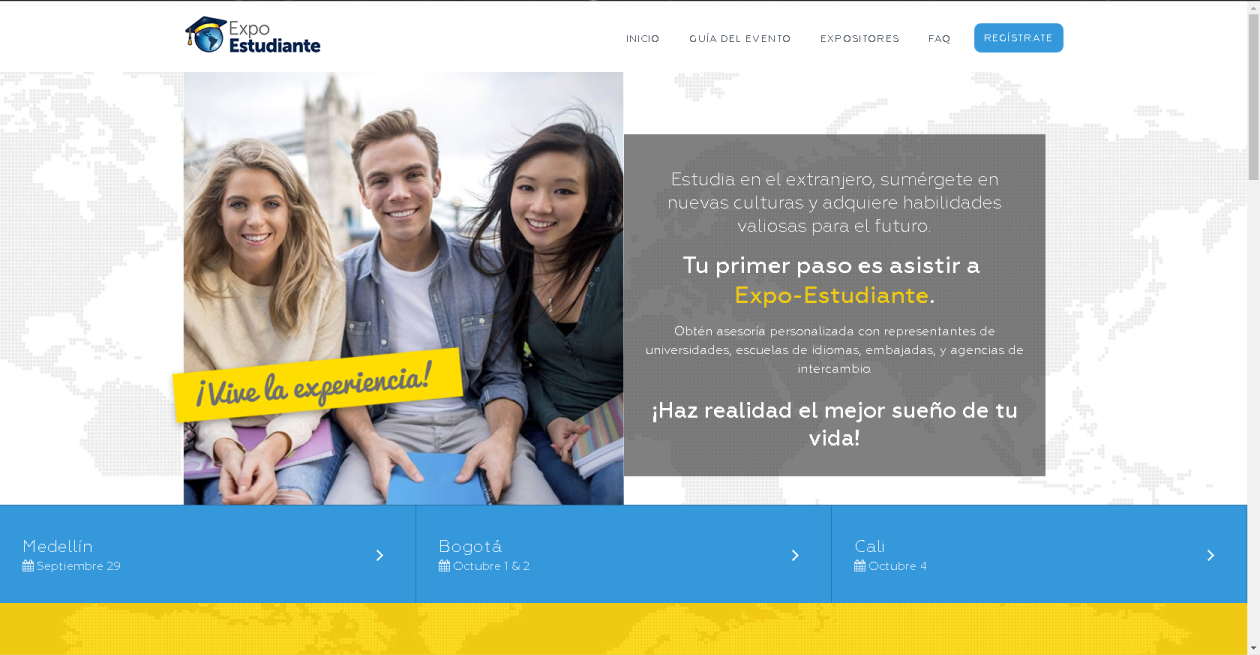 Expo
Estudiante
INICIO
GUÍA DEL EVENTO
EXPOSITORES
FAQ
REGÍSTRATE
Estudia en el extranjero, sumérgete en
nuevas culturas y adquiere habilidades
valiosas para el futuro.
Tu primer paso es asistir a
Expo-Estudiante.
Obtén asesoría personalizada con representantes de
universidades, escuelas de idiomas, embajadas, y agencias de
intercambio.
¡Haz realidad el mejor sueño de tu
vida!
¡Vive la experiencia!
Medellín
Septiembre 29
Bogotá
Octubre 1 & 2
Cali
Octubre 4